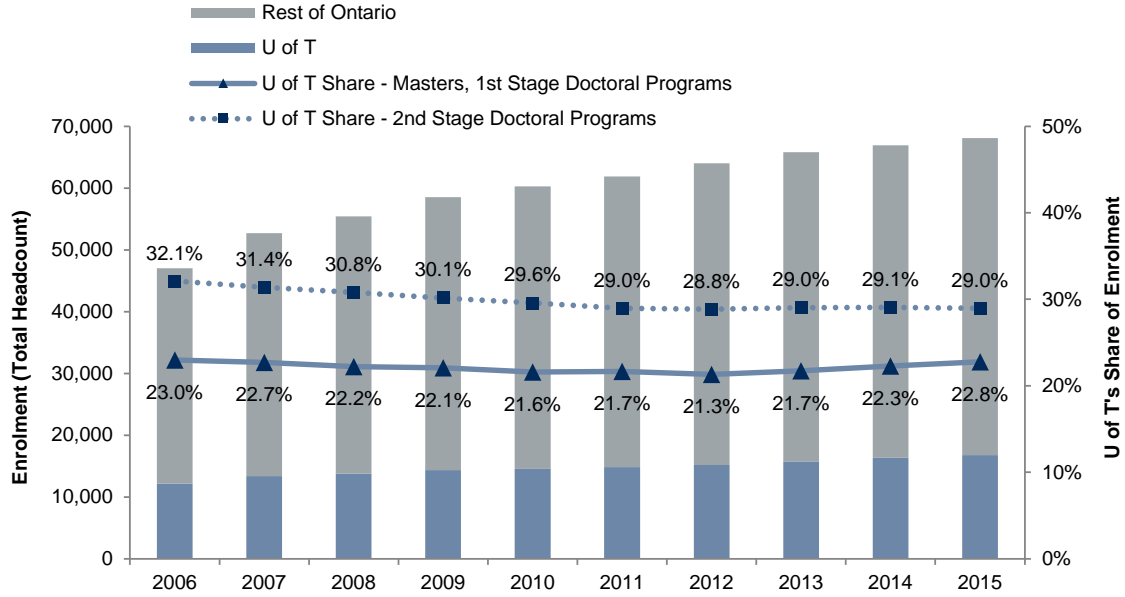 Rest of Ontario
U of T
U of T Share - Masters, 1st Stage Doctoral Programs
U of T Share - 2nd Stage Doctoral Programs
70,000
60,000
50,000
40,000
30,000
20,000
10,000
0
Enrolment (Total Headcount)
50%
40%
30%
20%
10%
0%
U of T's Share of Enrolment
32.1% 31.4% 30.8% 30.1% 29.6% 29.0% 28.8% 29.0% 29.1% 29.0%
23.0% 22.7% 22.2% 22.1% 21.6% 21.7% 21.3% 21.7% 22.3% 22.8%
2006 2007 2008 2009 2010 2011 2012 2013 2014 2015